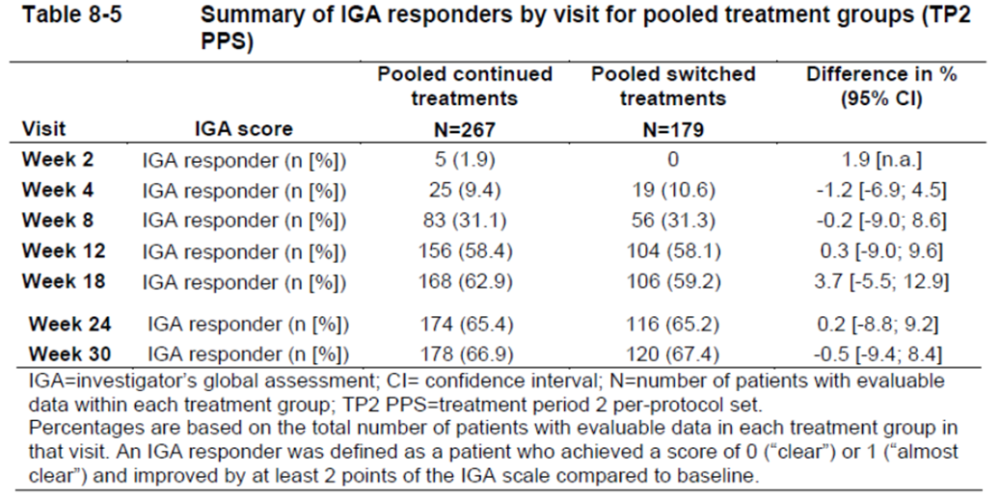 Table 8-5 Summary of IGA responders by visit for pooled treatment groups (TP2
PPS)
Pooled continued Pooled switched Difference in %
treatments treatments (95% CI)
Visit IGA score N=267 N=179
Week 2 IGA responder (n [%]) 5 (1.9) 0 1.9 [n.a.]
Week 4 IGA responder (n [%]) 25 (9.4) 19 (10.6) -1.2 [-6.9; 4.5]
Week 8 IGA responder (n [%]) 83 (31.1) 56 (31.3) -0.2 [-9.0; 8.6]
Week 12 IGA responder (n [%]) 156 (58.4) 104 (58.1) 0.3 [-9.0; 9.6]
Week 18 IGA responder (n [%]) 168 (62.9) 106 (59.2) 3.7 [-5.5; 12.9]
Week 24 IGA responder (n [%]) 174 (65.4) 116 (65.2) 0.2 [-8.8; 9.2]
Week 30 IGA responder (n [%]) 178 (66.9) 120 (67.4) -0.5 [-9.4; 8.4]
IGA=investigator’s global assessment; CI= confidence interval; N=number of patients with evaluable
data within each treatment group; TP2 PPS=treatment period 2 per-protocol set.
Percentages are based on the total number of patients with evaluable data in each treatment group in
that visit. An IGA responder was defined as a patient who achieved a score of 0 (“clear”) or 1 (“almost
clear”) and improved by at least 2 points of the IGA scale compared to baseline.